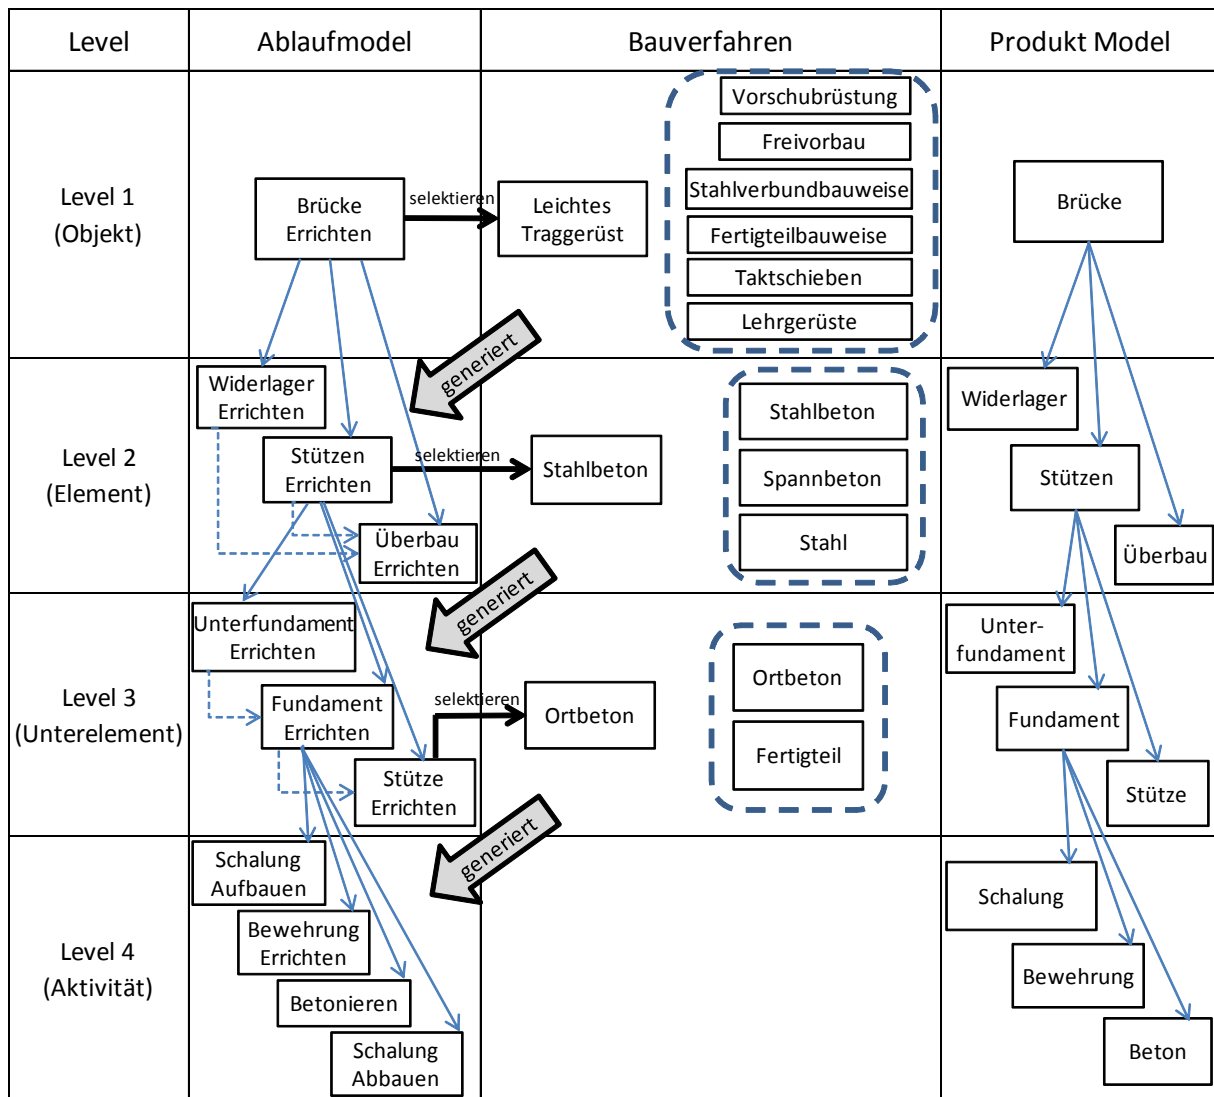 Level
Ablaufmodel
Bauverfahren
Produkt Model
Level 1
(Objekt)
Brücke
Errichten
selektieren
Leichtes
Traggerüst
Vorschubrüstung
Freivorbau
Stahlverbundbauweise
Fertigteilbauweise
Taktschieben
Lehrgerüste
Brücke
generiert
Level 2
(Element)
Widerlager
Errichten
Stützen
Errichten
selektieren
Stahlbeton
Überbau
Errichten
Stahlbeton
Spannbeton
Stahl
Widerlager
Stützen
Überbau
generiert
Level 3
(Unterelement)
Unterfundament
Errichten
Fundament
Errichten
Stütze
Errichten
selektieren
Ortbeton
Ortbeton
Fertigteil
Unter-
fundament
Fundament
Stütze
generiert
Level 4
(Aktivität)
Schalung
Aufbauen
Bewehrung
Errichten
Betonieren
Schalung
Abbauen
Schalung
Bewehrung
Beton